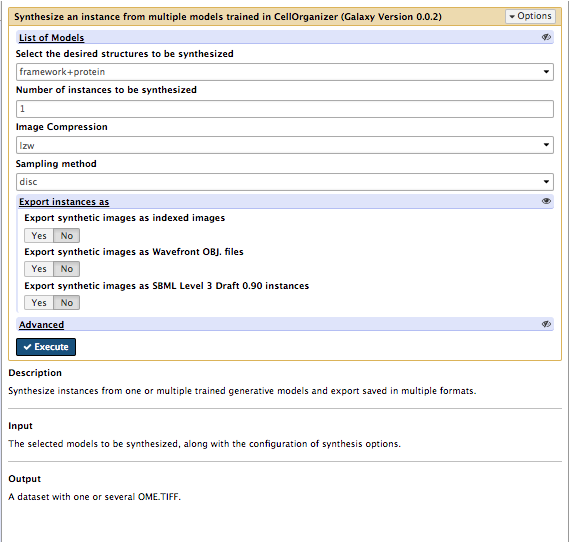 Synthesize an instance from multiple models trained in CellOrganizer (Galaxy Version 0.0.2)
Options
List of Models
Select the desired structures to be synthesized
framework+protein
Number of instances to be synthesized
1
Image Compression
lzw
Sampling method
disc
Export instances as
Export synthetic images as indexed images
Yes No
Export synthetic images as Wavefront OBJ. files
Yes No
Export synthetic images as SBML Level 3 Draft 0.90 instances
Yes No
Advanced
Execute
Description
Synthesize instances from one or multiple trained generative models and export saved in multiple formats.
Input
The selected models to be synthesized, along with the configuration of synthesis options.
Output
A dataset with one or several OME.TIFF.